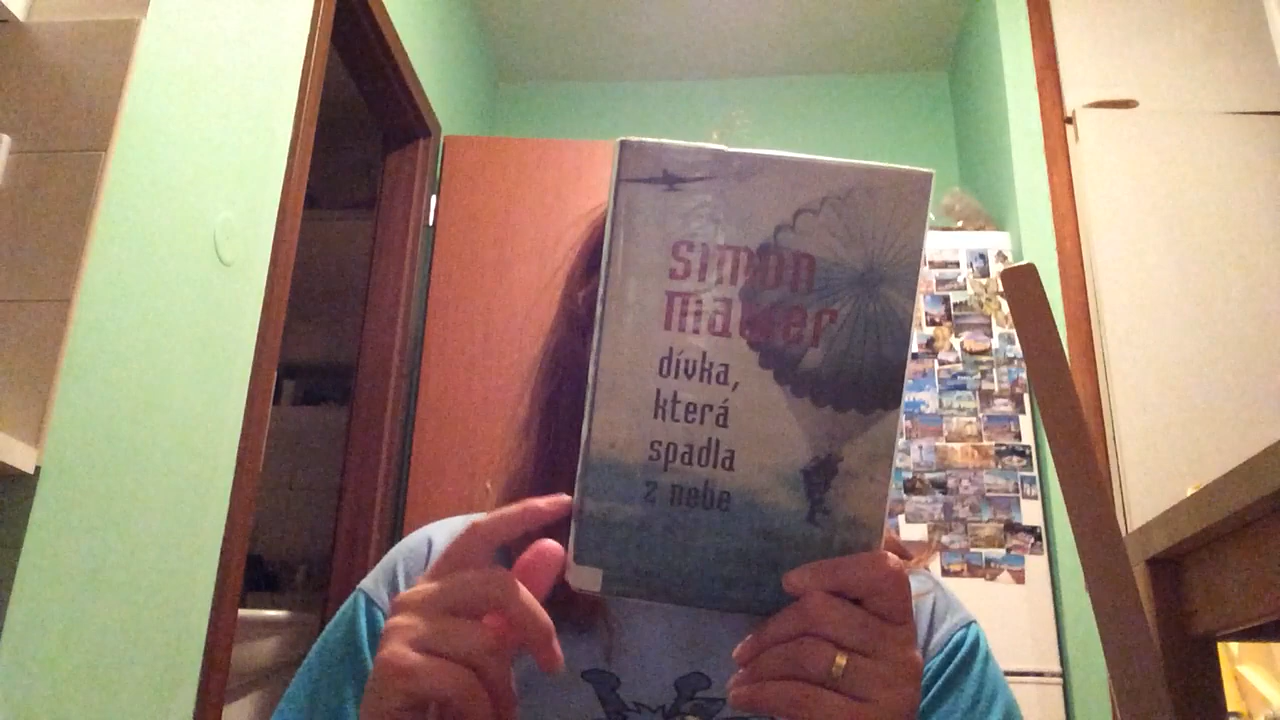 simon
mawer
dívka,
která
spadla
z nebe